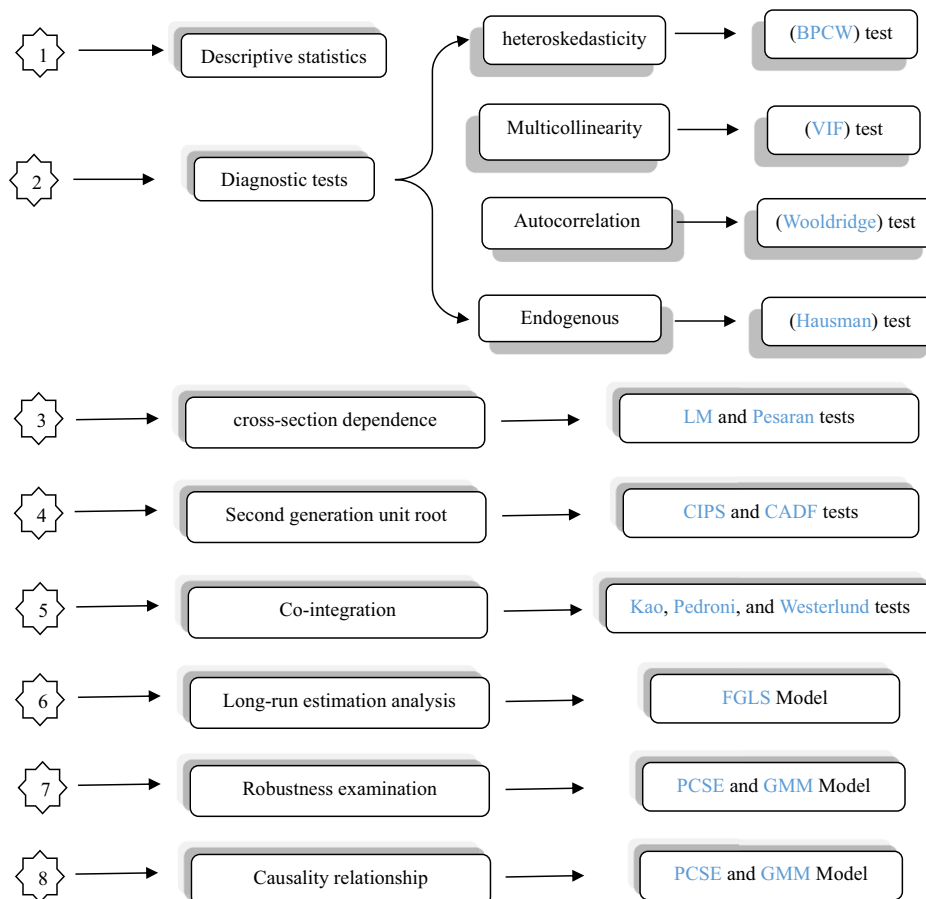 1
Descriptive statistics
heteroskedasticity
(BPCW) test
Multicollinearity
(VIF) test
2
Diagnostic tests
Autocorrelation
(Wooldridge) test
Endogenous
(Hausman) test
3
cross-section dependence
LM and Pesaran tests
4
Second generation unit root
CIPS and CADF tests
5
Co-integration
Kao, Pedroni, and Westerlund tests
6
Long-run estimation analysis
FGLS Model
7
Robustness examination
PCSE and GMM Model
8
Causality relationship
PCSE and GMM Model